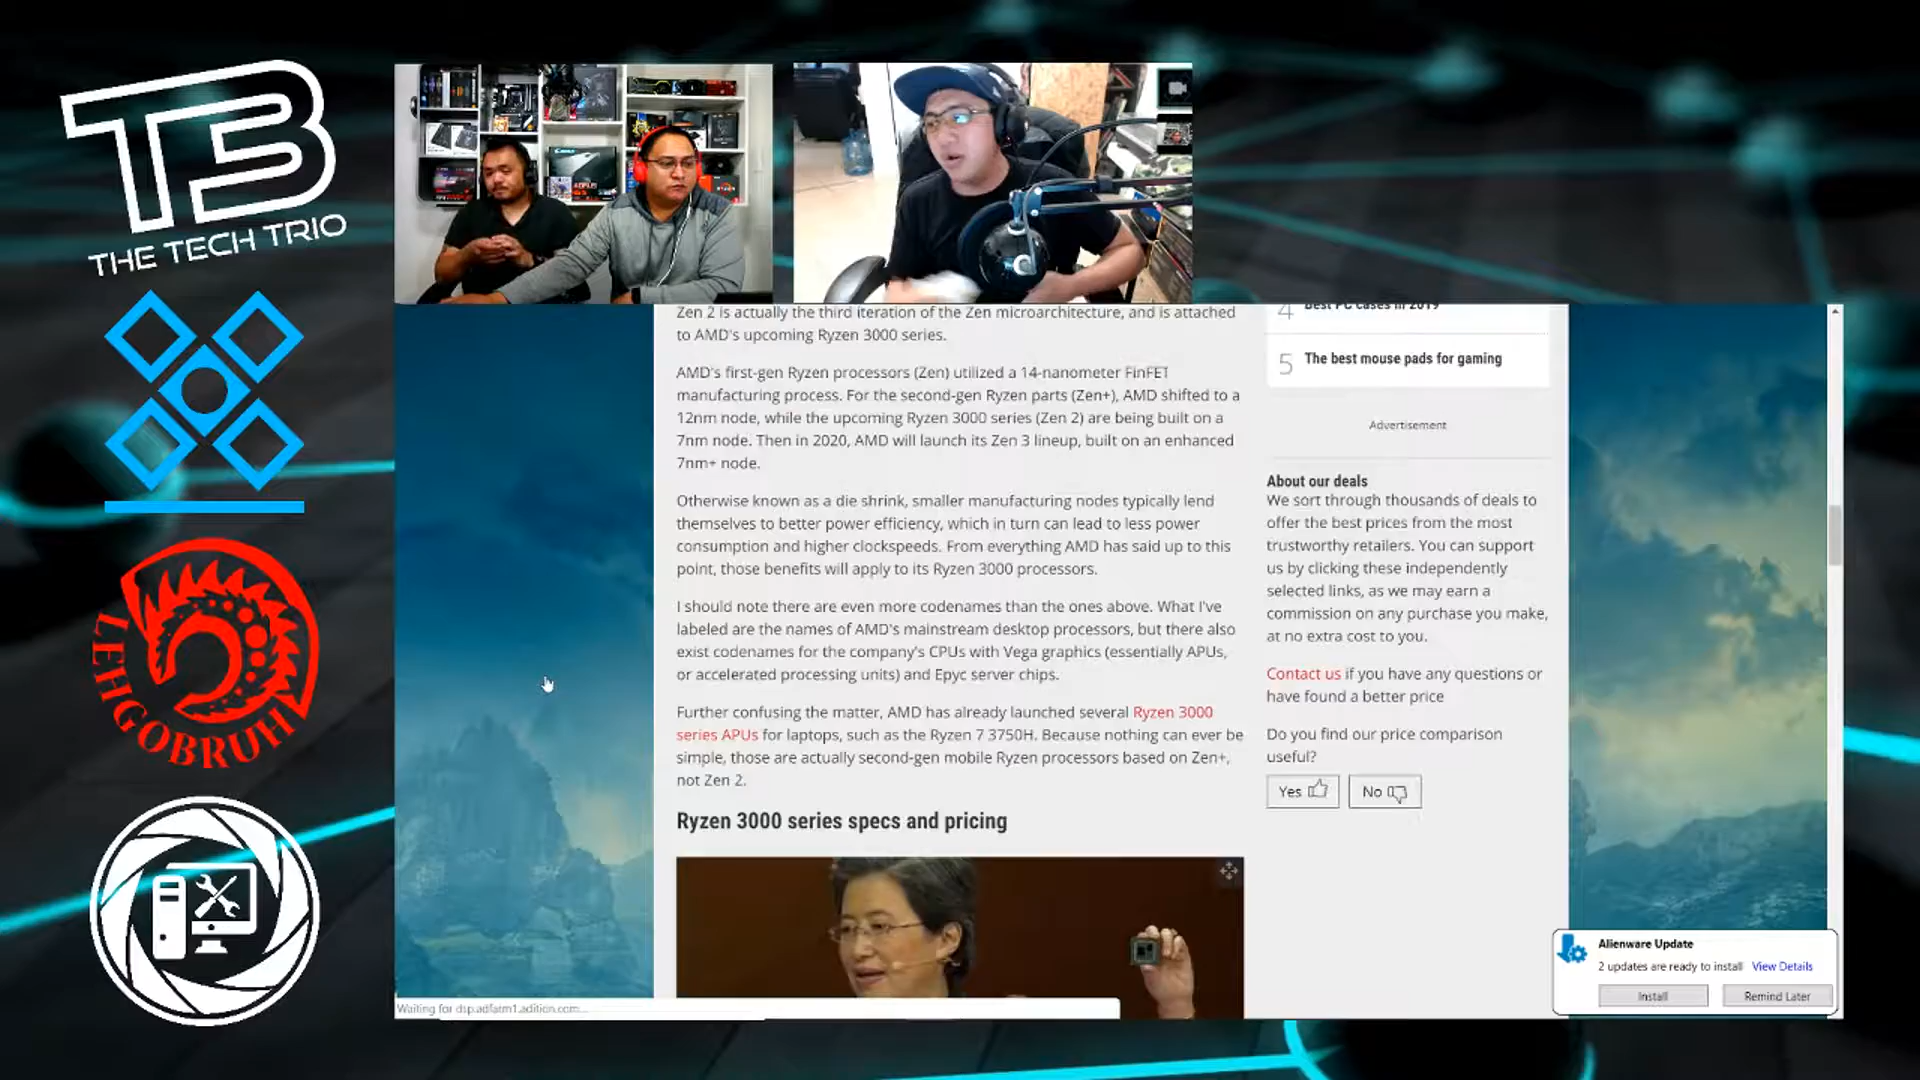 TB
THE TECH TRIO
LEHGOBRUH
Zen 2 is actually the third iteration of the Zen microarchitecture, and is attached
to AMD's upcoming Ryzen 3000 series.
AMD's first-gen Ryzen processors (Zen) utilized a 14-nanometer FinFET
manufacturing process. For the second-gen Ryzen parts (Zen+), AMD shifted to a
12nm node, while the upcoming Ryzen 3000 series (Zen 2) are being built on a
7nm node. Then in 2020, AMD will launch its Zen 3 lineup, built on an enhanced
7nm+ node.
Otherwise known as a die shrink, smaller manufacturing nodes typically lend
themselves to better power efficiency, which in turn can lead to less power
consumption and higher clockspeeds. From everything AMD has said up to this
point, those benefits will apply to its Ryzen 3000 processors.
I should note there are even more codenames than the ones above. What I've
labeled are the names of AMD's mainstream desktop processors, but there also
exist codenames for the company's CPUs with Vega graphics (essentially APUs,
or accelerated processing units) and Epyc server chips.
Further confusing the matter, AMD has already launched several Ryzen 3000
series APUs for laptops, such as the Ryzen 7 3750H. Because nothing can ever be
simple, those are actually second-gen mobile Ryzen processors based on Zen+,
not Zen 2.
Ryzen 3000 series specs and pricing
Waiting for dsp.adfarm1.adition.com...
4 Best PC cases in 2019
5 The best mouse pads for gaming
Advertisement
About our deals
We sort through thousands of deals to
offer the best prices from the most
trustworthy retailers. You can support
us by clicking these independently
selected links, as we may earn a
commission on any purchase you make,
at no extra cost to you.
Contact us if you have any questions or
have found a better price
Do you find our price comparison
useful?
Yes No
Alienware Update
2 updates are ready to install View Details
Install Remind Later